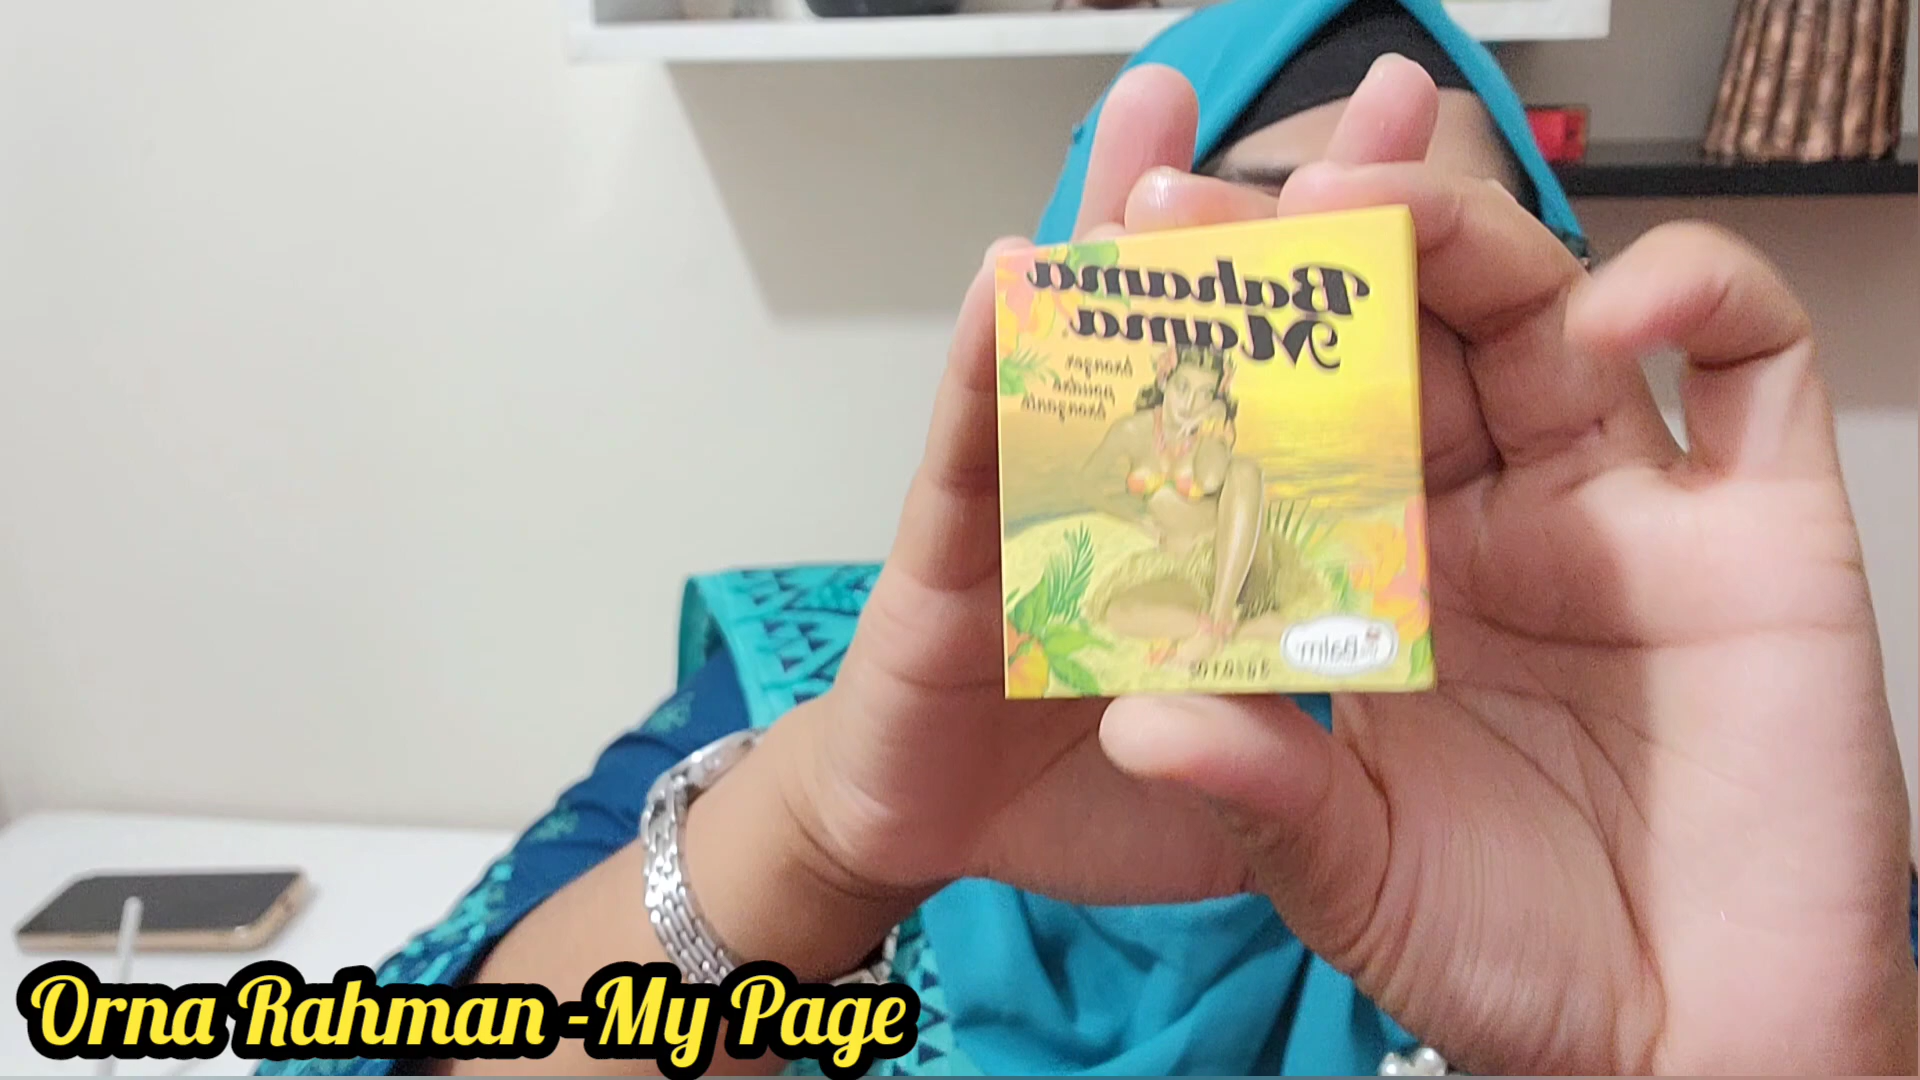 Bahama
Mama.
bronzer
poudre
bronzante
theBalm
Orna Rahman -My Page